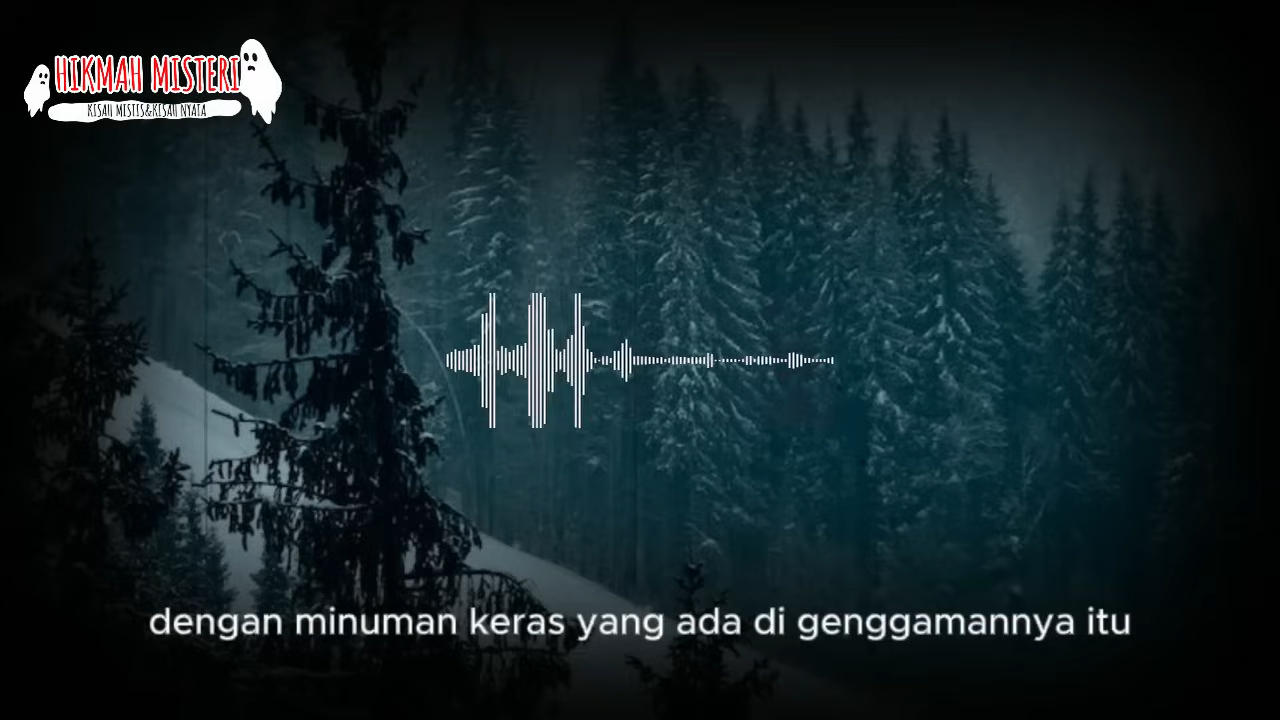 HIKMAH MISTERI
KISAH MISTIS&KISAH NYATA
dengan minuman keras yang ada di genggamannya itu